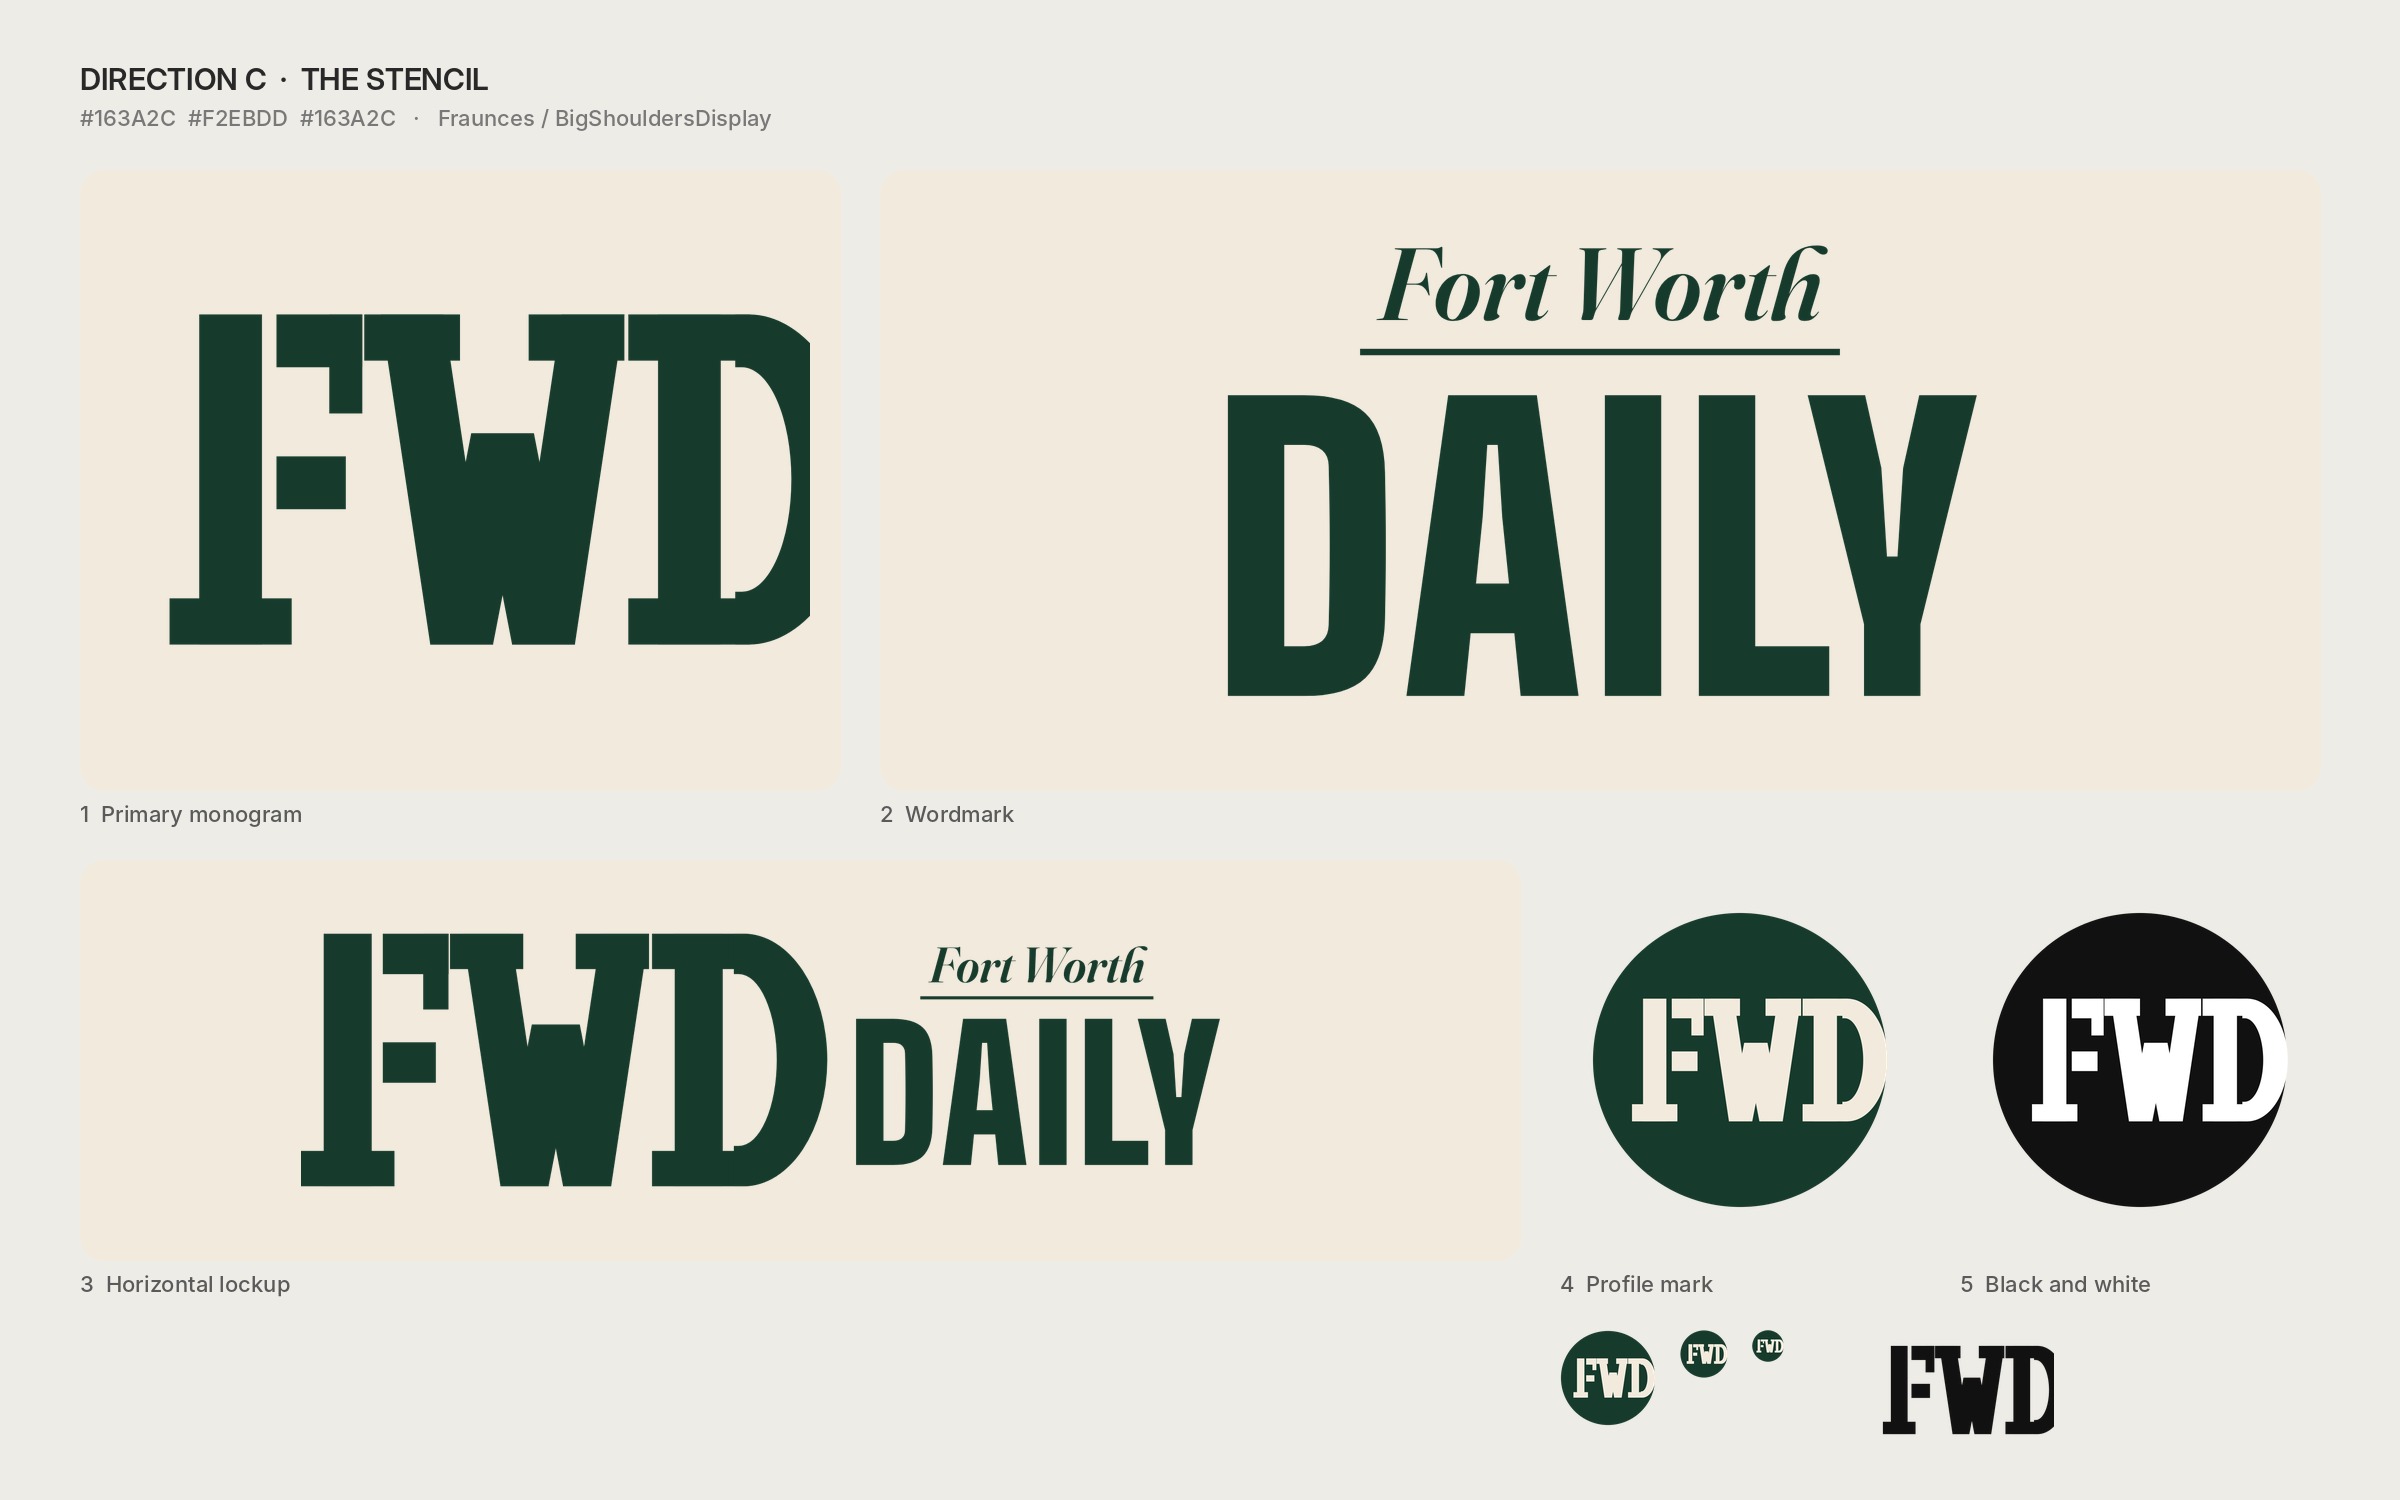 DIRECTION C · THE STENCIL
#163A2C #F2EBDD #163A2C · Fraunces / BigShouldersDisplay
FWD
Fort Worth
DAILY
1 Primary monogram
2 Wordmark
FWD
Fort Worth
DAILY
FWD
FWD
3 Horizontal lockup
4 Profile mark
5 Black and white
FWD
FWD
FWD
FWD